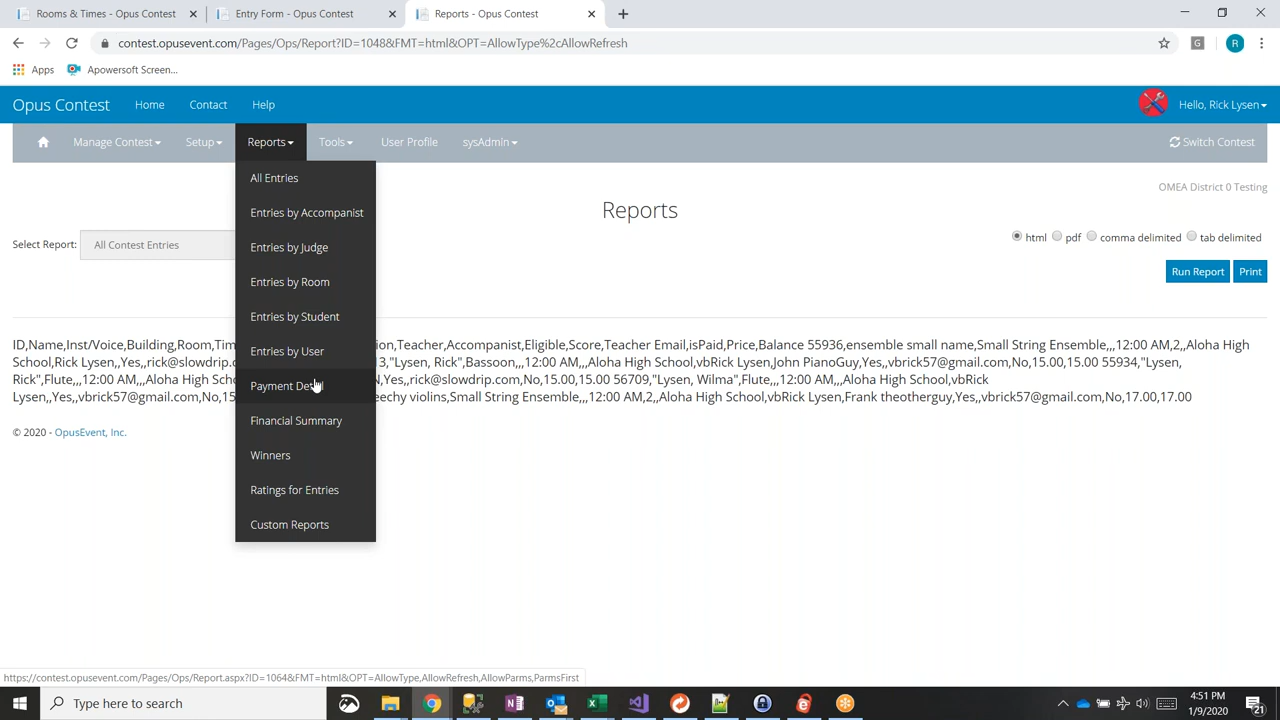 Rooms & Times - Opus Contest
Entry Form - Opus Contest
Reports - Opus Contest
contest.opusevent.com/Pages/Ops/Report?ID=1048&FMT=html&OPT=AllowType%2cAllowRefresh
G
R
Apps
Apowersoft Screen...
Opus Contest
Home
Contact
Help
Hello, Rick Lysen
Manage Contest
Setup
Reports
Tools
User Profile
sysAdmin
Switch Contest
OMEA District 0 Testing
Reports
Select Report:
All Contest Entries
html
pdf
comma delimited
tab delimited
Run Report
Print
All Entries
Entries by Accompanist
Entries by Judge
Entries by Room
Entries by Student
Entries by User
Payment Det
Financial Summary
Winners
Ratings for Entries
Custom Reports
ID,Name,Inst/Voice,Building,Room,Tim ion,Teacher,Accompanist,Eligible,Score,Teacher Email,isPaid,Price,Balance 55936,ensemble small name,Small String Ensemble,,,12:00 AM,2,,Aloha High
School,Rick Lysen,,Yes,,rick@slowdrip.c 13,"Lysen, Rick",Bassoon,,,12:00 AM,,,Aloha High School,vbRick Lysen,John PianoGuy,Yes,,vbrick57@gmail.com,No,15.00,15.00 55934,"Lysen,
Rick",Flute,,,12:00 AM,,,Aloha High Scho N,Yes,,rick@slowdrip.com,No,15.00,15.00 56709,"Lysen, Wilma",Flute,,,12:00 AM,,,Aloha High School,vbRick
Lysen,,Yes,,vbrick57@gmail.com,No,15 eechy violins,Small String Ensemble,,,12:00 AM,2,,Aloha High School,vbRick Lysen,Frank theotherguy,Yes,,vbrick57@gmail.com,No,17.00,17.00
© 2020 - OpusEvent, Inc.
https://contest.opusevent.com/Pages/Ops/Report.aspx?ID=1064&FMT=html&OPT=AllowType,AllowRefresh,AllowParms,ParmsFirst
Type here to search
4:51 PM
1/9/2020
21